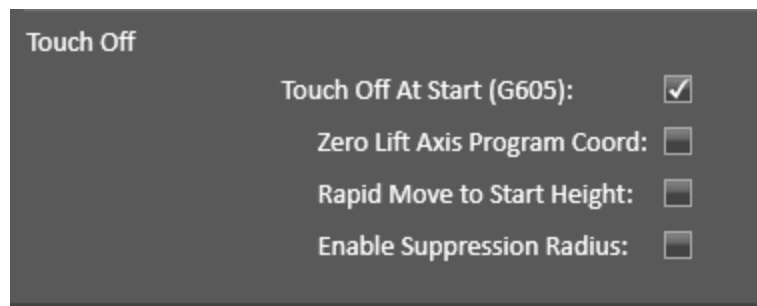 Touch Off
Touch Off At Start (G605):
Zero Lift Axis Program Coord:
Rapid Move to Start Height:
Enable Suppression Radius: